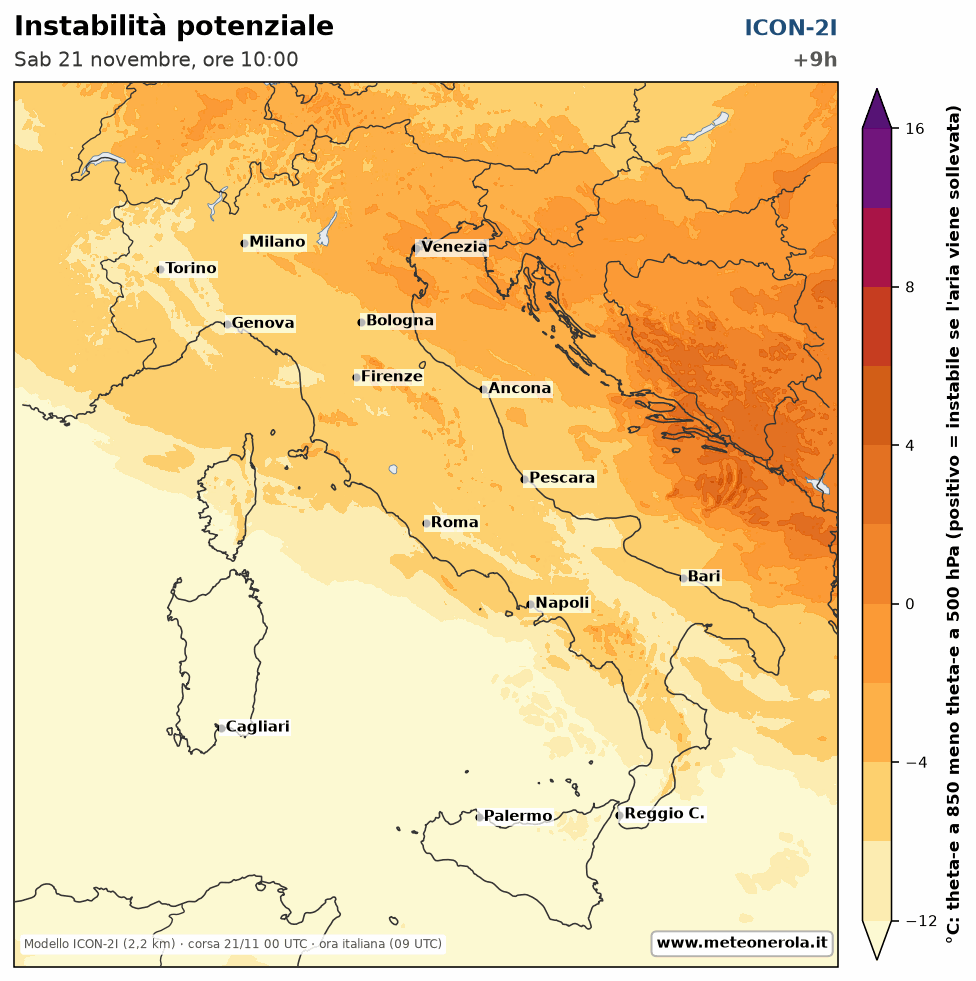 Instabilità potenziale
ICON-2I
Sab 21 novembre, ore 10:00
+9h
Milano
Venezia
Torino
Genova
Bologna
Firenze
Ancona
Pescara
Roma
Bari
Napoli
Cagliari
Palermo
Reggio C.
Modello ICON-2I (2,2 km) · corsa 21/11 00 UTC · ora italiana (09 UTC)
www.meteonerola.it
16
8
4
0
−4
−12
°C: theta-e a 850 meno theta-e a 500 hPa (positivo = instabile se l'aria viene sollevata)